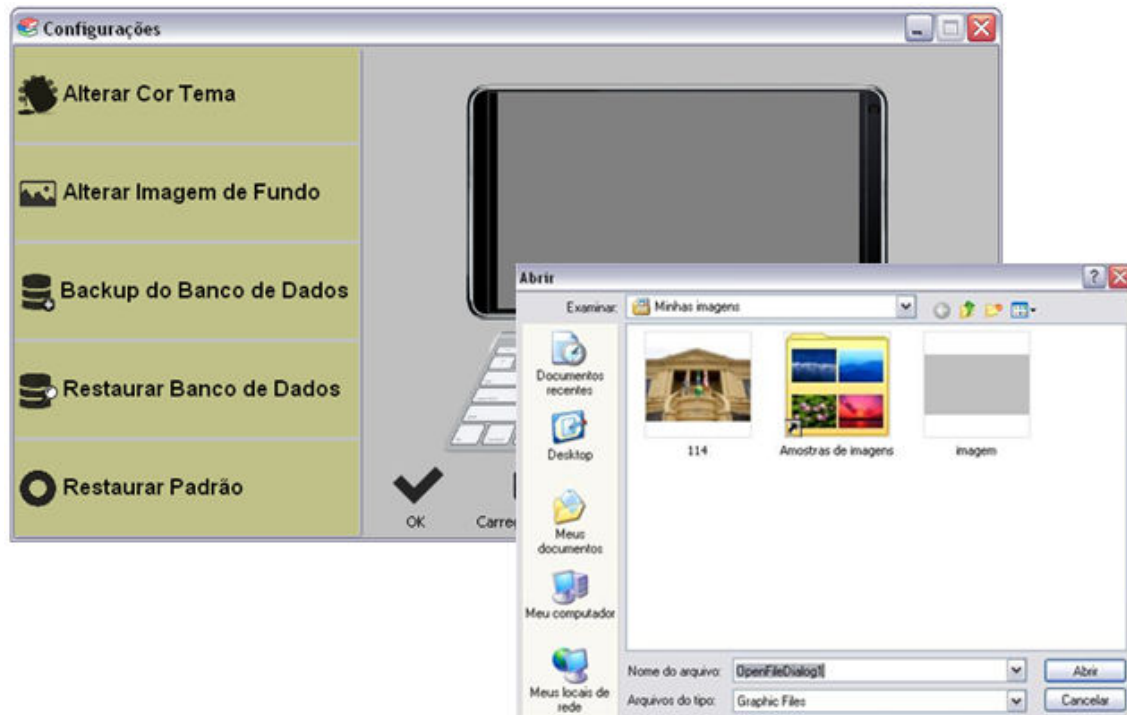 Configurações
Alterar Cor Tema
Alterar Imagem de Fundo
Backup do Banco de Dados
Restaurar Banco de Dados
Restaurar Padrão
OK
Abrir
Examinar:
Minhas imagens
Documentos
recentes
Desktop
Meus
documentos
Meu computador
Meus locais de
rede
114
Amostras de imagens
imagem
Nome do arquivo:
OpenFileDialog1
Abrir
Arquivos do tipo:
Graphic Files
Cancelar